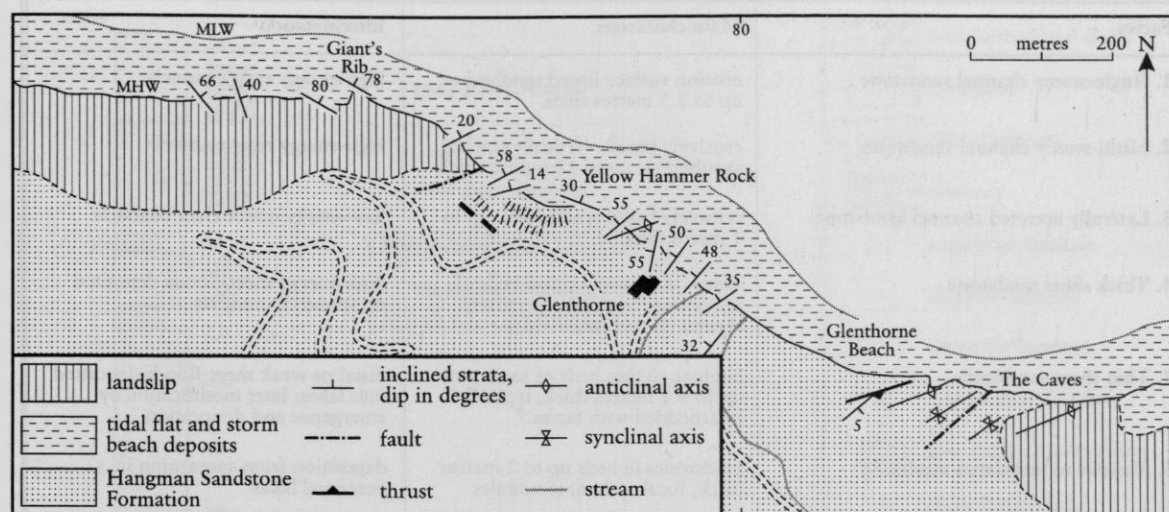 MLW
80
Giant's
Rib
0 metres 200 N
MHW
66
40
80
78
20
58
14
30
Yellow Hammer Rock
55
50
55
48
35
Glenthorne
32
Glenthorne
Beach
The Caves
5
landslip
tidal flat and storm
beach deposits
Hangman Sandstone
Formation
inclined strata,
dip in degrees
fault
thrust
anticlinal axis
synclinal axis
stream